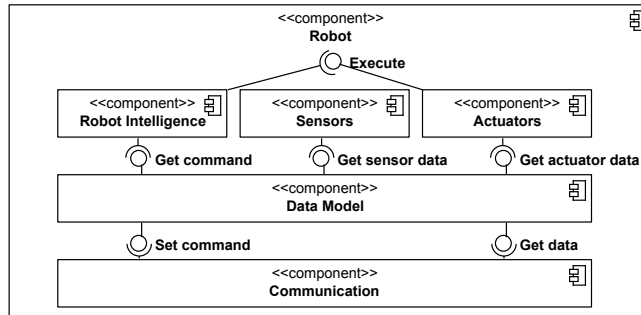 <<component>>
Robot
Execute
<<component>>
Robot Intelligence
<<component>>
Sensors
<<component>>
Actuators
Get command
Get sensor data
Get actuator data
<<component>>
Data Model
Set command
Get data
<<component>>
Communication